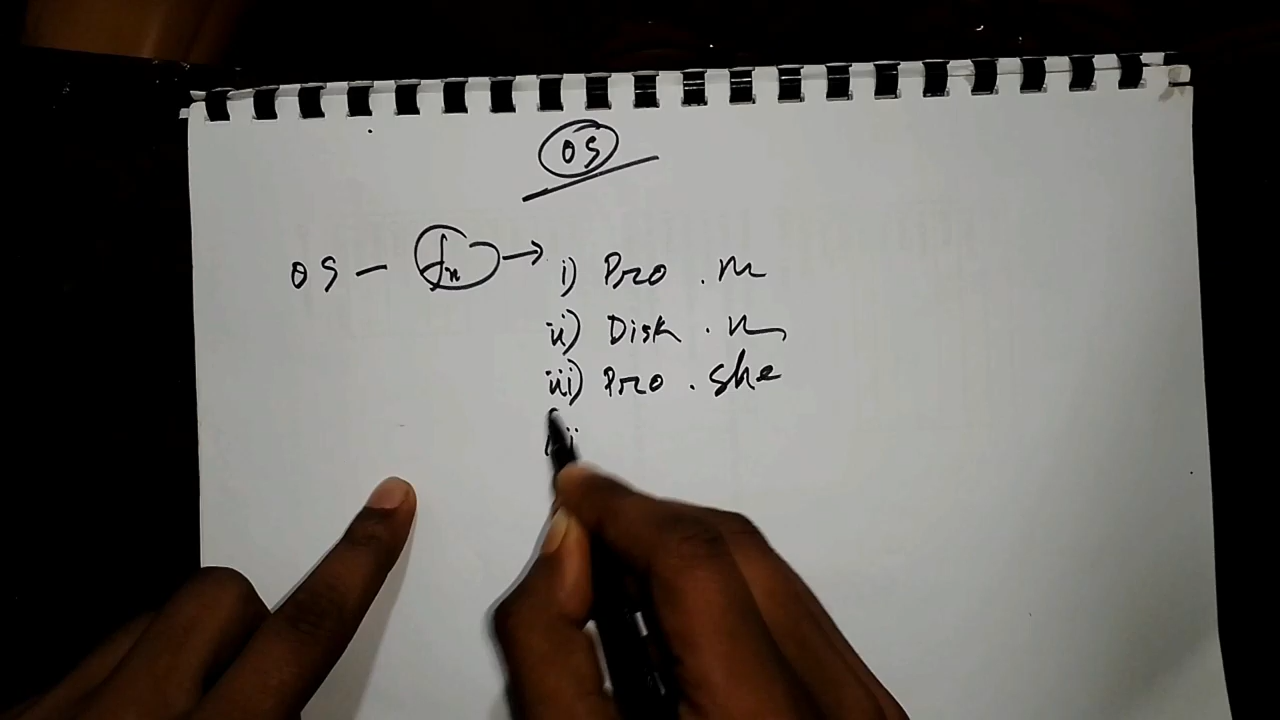 OS
OS - fn →
i) Pro . m
ii) Disk . m
iii) Pro . she